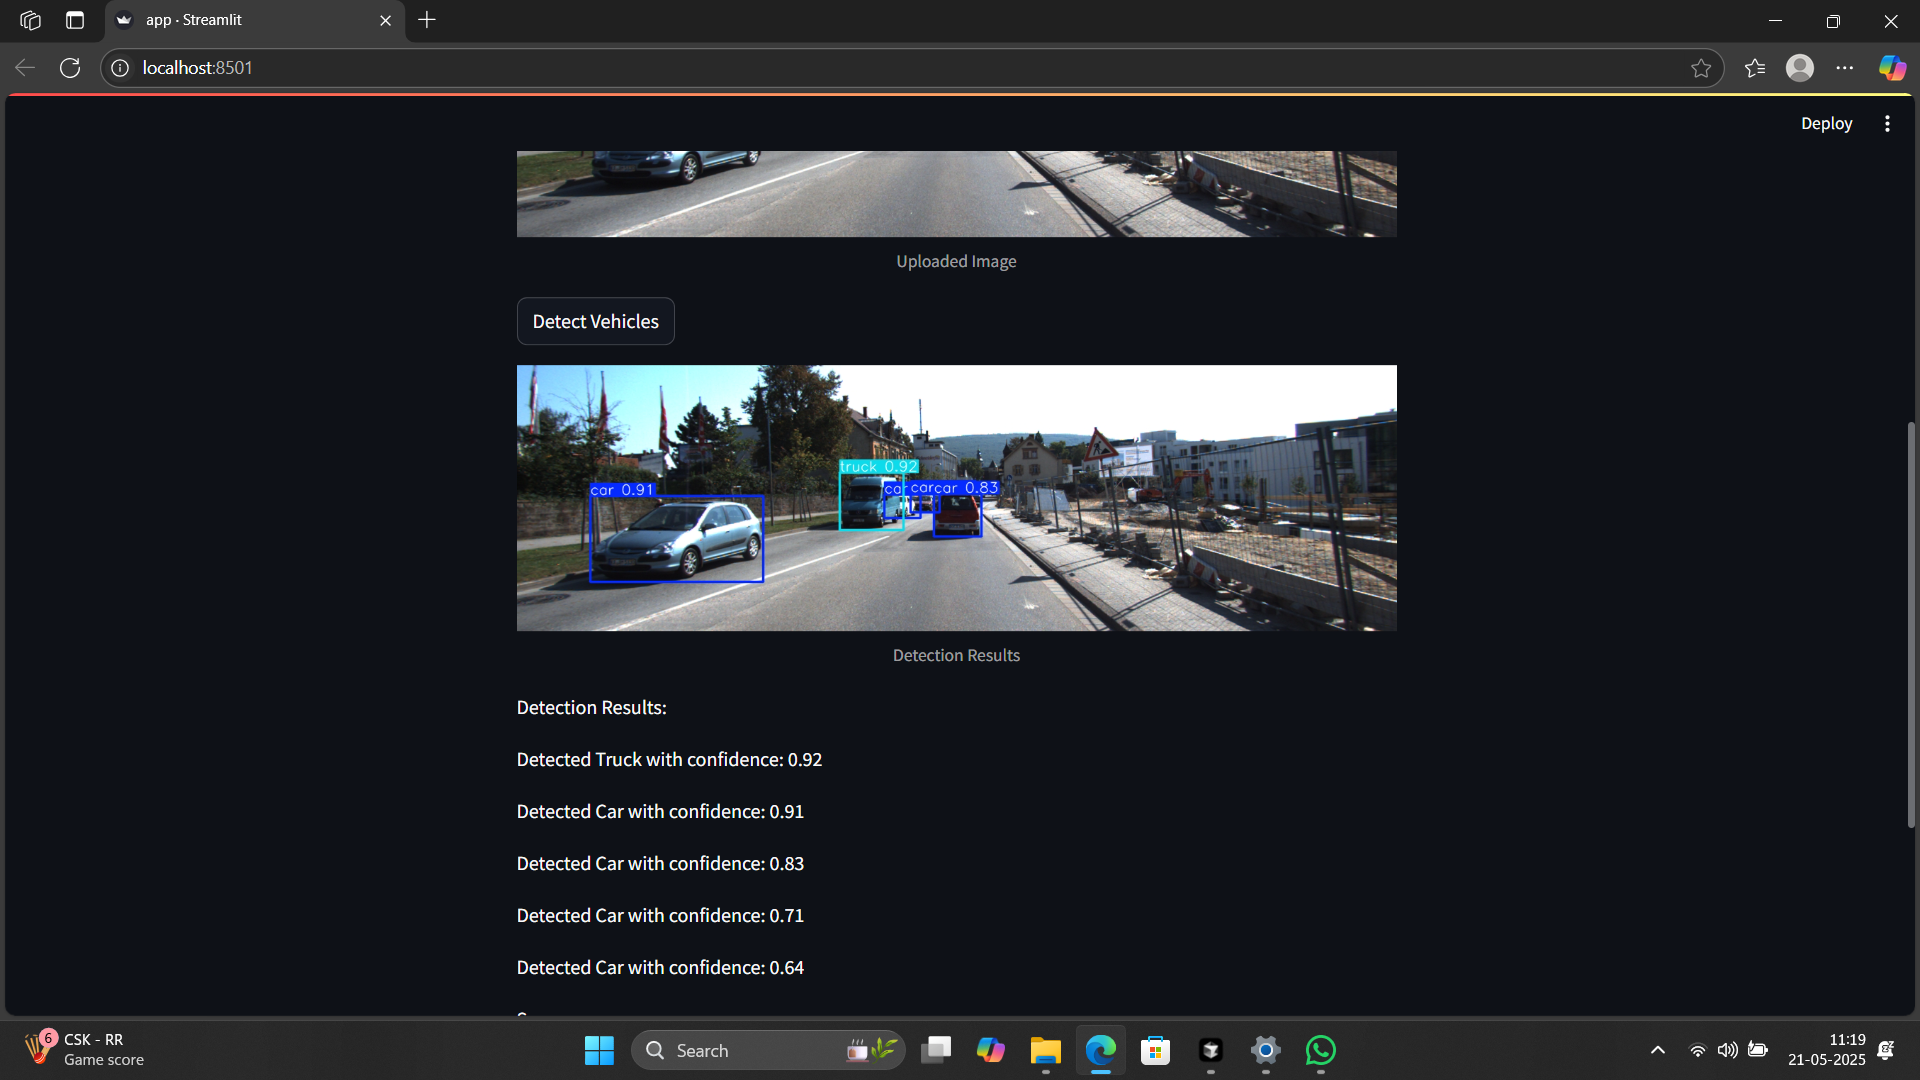 app · Streamlit
localhost:8501
Deploy
Uploaded Image
Detect Vehicles
truck 0.92
car 0.91
car
car
car 0.83
Detection Results
Detection Results:
Detected Truck with confidence: 0.92
Detected Car with confidence: 0.91
Detected Car with confidence: 0.83
Detected Car with confidence: 0.71
Detected Car with confidence: 0.64
6
CSK - RR
Game score
Search
11:19
21-05-2025